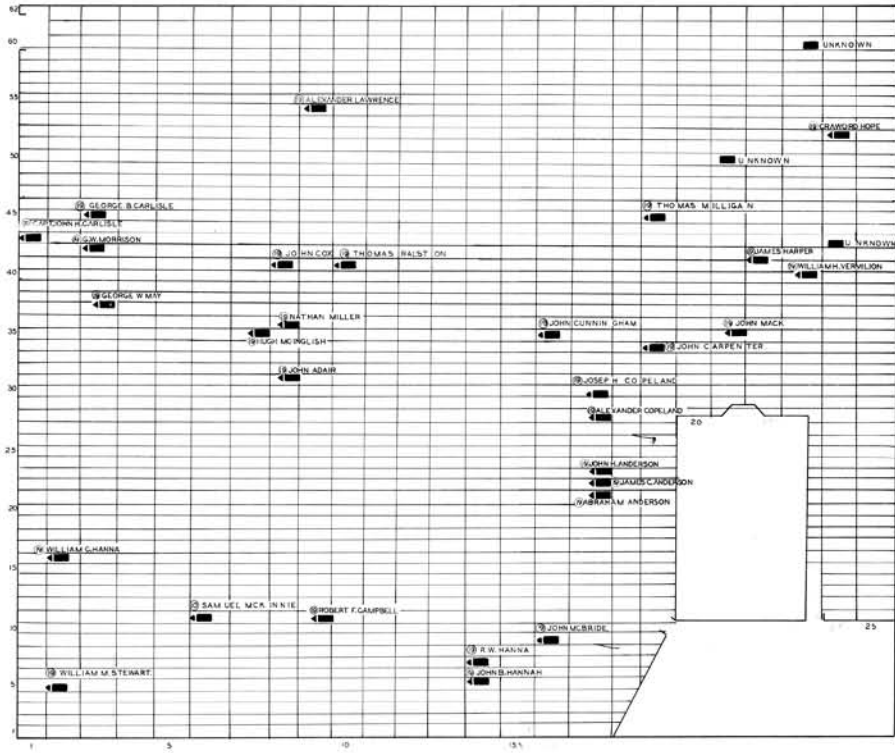 62
60
UNKNOWN
55
ALEXANDER LAWRENCE
CRAWORD HOPE
50
UNKNOWN
GEORGE B. CARLISLE
THOMAS MILLIGAN
45
CAPT. JOHN H. CARLISLE
G.W. MORRISON
UNKNOWN
JOHN COX
THOMAS RALSTON
JAMES HARPER
40
WILLIAM H. VERMILION
GEORGE W MAY
NATHAN MILLER
JOHN CUNNINGHAM
JOHN MACK
35
HUGH MCINGLISH
JOHN CARPENTER
JOHN ADAIR
JOSEPH COPELAND
30
ALEXANDER COPELAND
20
25
JOHN H. ANDERSON
JAMES C. ANDERSON
20
ABRAHAM ANDERSON
WILLIAM G. HANNA
15
SAMUEL MCKINNIE
ROBERT F. CAMPBELL
10
JOHN MCBRIDE
25
R.W. HANNA
WILLIAM M. STEWART
JOHN B. HANNAH
5
1
1
5
10
15